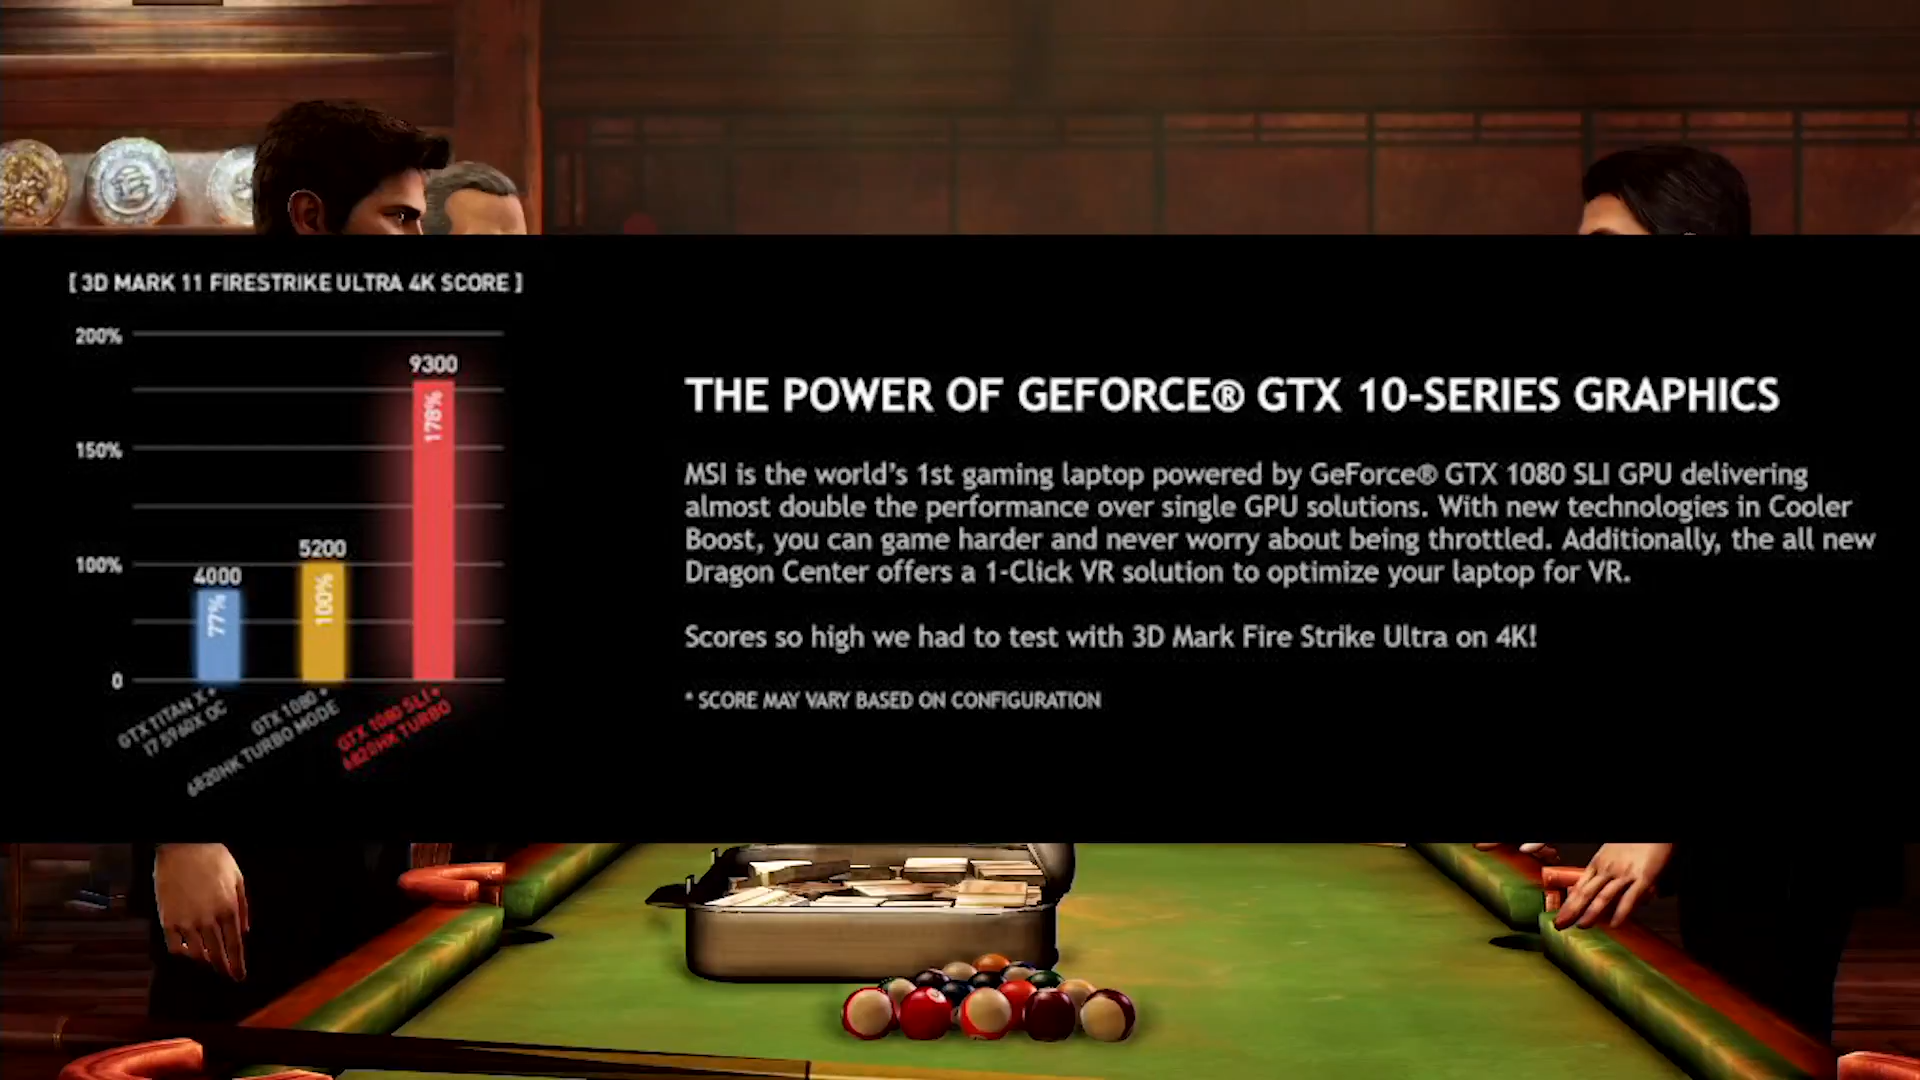 [ 3D MARK 11 FIRESTRIKE ULTRA 4K SCORE ]
200%
150%
100%
0
9300
178%
5200
100%
4000
77%
GTX TITAN X +
I7 5960X OC
GTX 1080 +
6820HK TURBO MODE
GTX 1080 SLI +
6820HK TURBO
THE POWER OF GEFORCE® GTX 10-SERIES GRAPHICS
MSI is the world's 1st gaming laptop powered by GeForce® GTX 1080 SLI GPU delivering
almost double the performance over single GPU solutions. With new technologies in Cooler
Boost, you can game harder and never worry about being throttled. Additionally, the all new
Dragon Center offers a 1-Click VR solution to optimize your laptop for VR.
Scores so high we had to test with 3D Mark Fire Strike Ultra on 4K!
* SCORE MAY VARY BASED ON CONFIGURATION